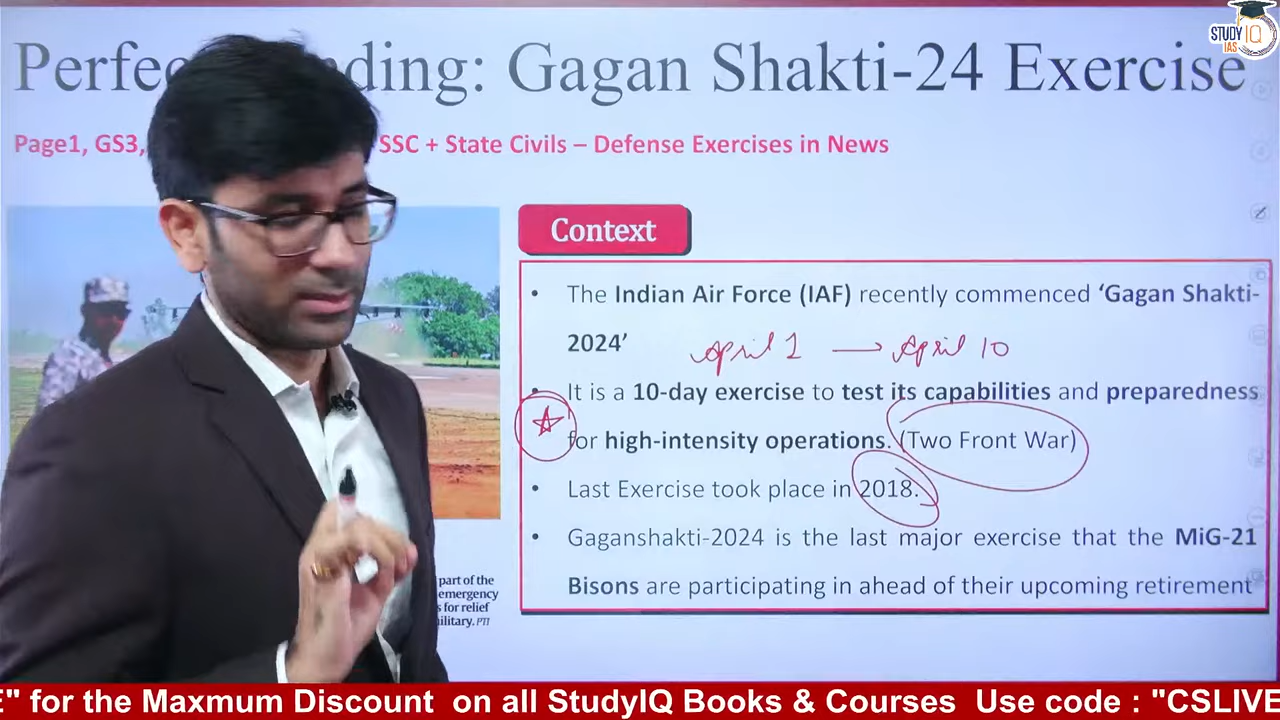 STUDY IQ
IAS
Perfe nding: Gagan Shakti-24 Exercise
Page1, GS3, SSC + State Civils – Defense Exercises in News
Context
• The Indian Air Force (IAF) recently commenced ‘Gagan Shakti-
2024’ April 1 → April 10
• It is a 10-day exercise to test its capabilities and preparedness
for high-intensity operations. (Two Front War)
• Last Exercise took place in 2018.
• Gaganshakti-2024 is the last major exercise that the MiG-21
Bisons are participating in ahead of their upcoming retirement
part of the
emergency
s for relief
ilitary. PTI
E" for the Maxmum Discount on all StudyIQ Books & Courses Use code : "CSLIVE